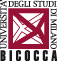 UNIVERSITÀ
DEGLI STUDI
DI MILANO
BICOCCA